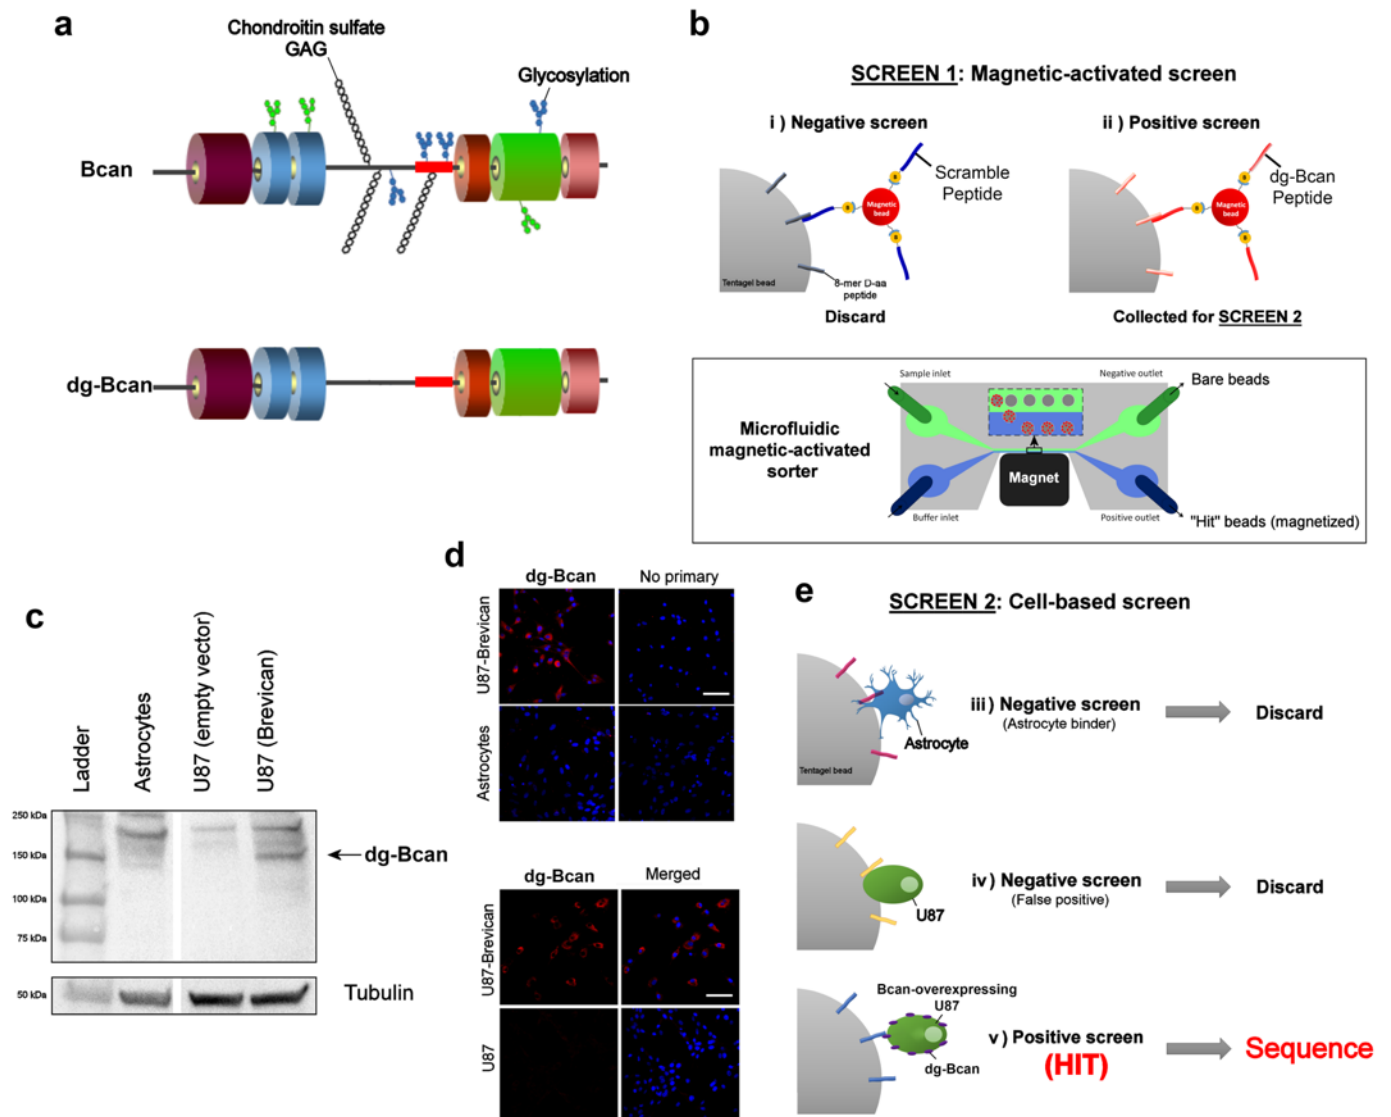 a
Chondroitin sulfate
GAG
Glycosylation
Bcan
dg-Bcan
b
SCREEN 1: Magnetic-activated screen
i ) Negative screen
Scramble
Peptide
Magnetic
bead
B
B
B
Tentagel bead
8-mer D-aa
peptide
Discard
ii ) Positive screen
dg-Bcan
Peptide
Magnetic
bead
B
B
B
Collected for SCREEN 2
Microfluidic
magnetic-activated
sorter
Sample inlet
Negative outlet
Bare beads
Magnet
Buffer inlet
Positive outlet
"Hit" beads (magnetized)
c
Ladder
Astrocytes
U87 (empty vector)
U87 (Brevican)
250 kDa
150 kDa
100 kDa
75 kDa
dg-Bcan
50 kDa
Tubulin
d
dg-Bcan
No primary
U87-Brevican
Astrocytes
dg-Bcan
Merged
U87-Brevican
U87
e
SCREEN 2: Cell-based screen
Tentagel bead
Astrocyte
iii ) Negative screen
(Astrocyte binder)
Discard
U87
iv ) Negative screen
(False positive)
Discard
Bcan-overexpressing
U87
dg-Bcan
v ) Positive screen
(HIT)
Sequence